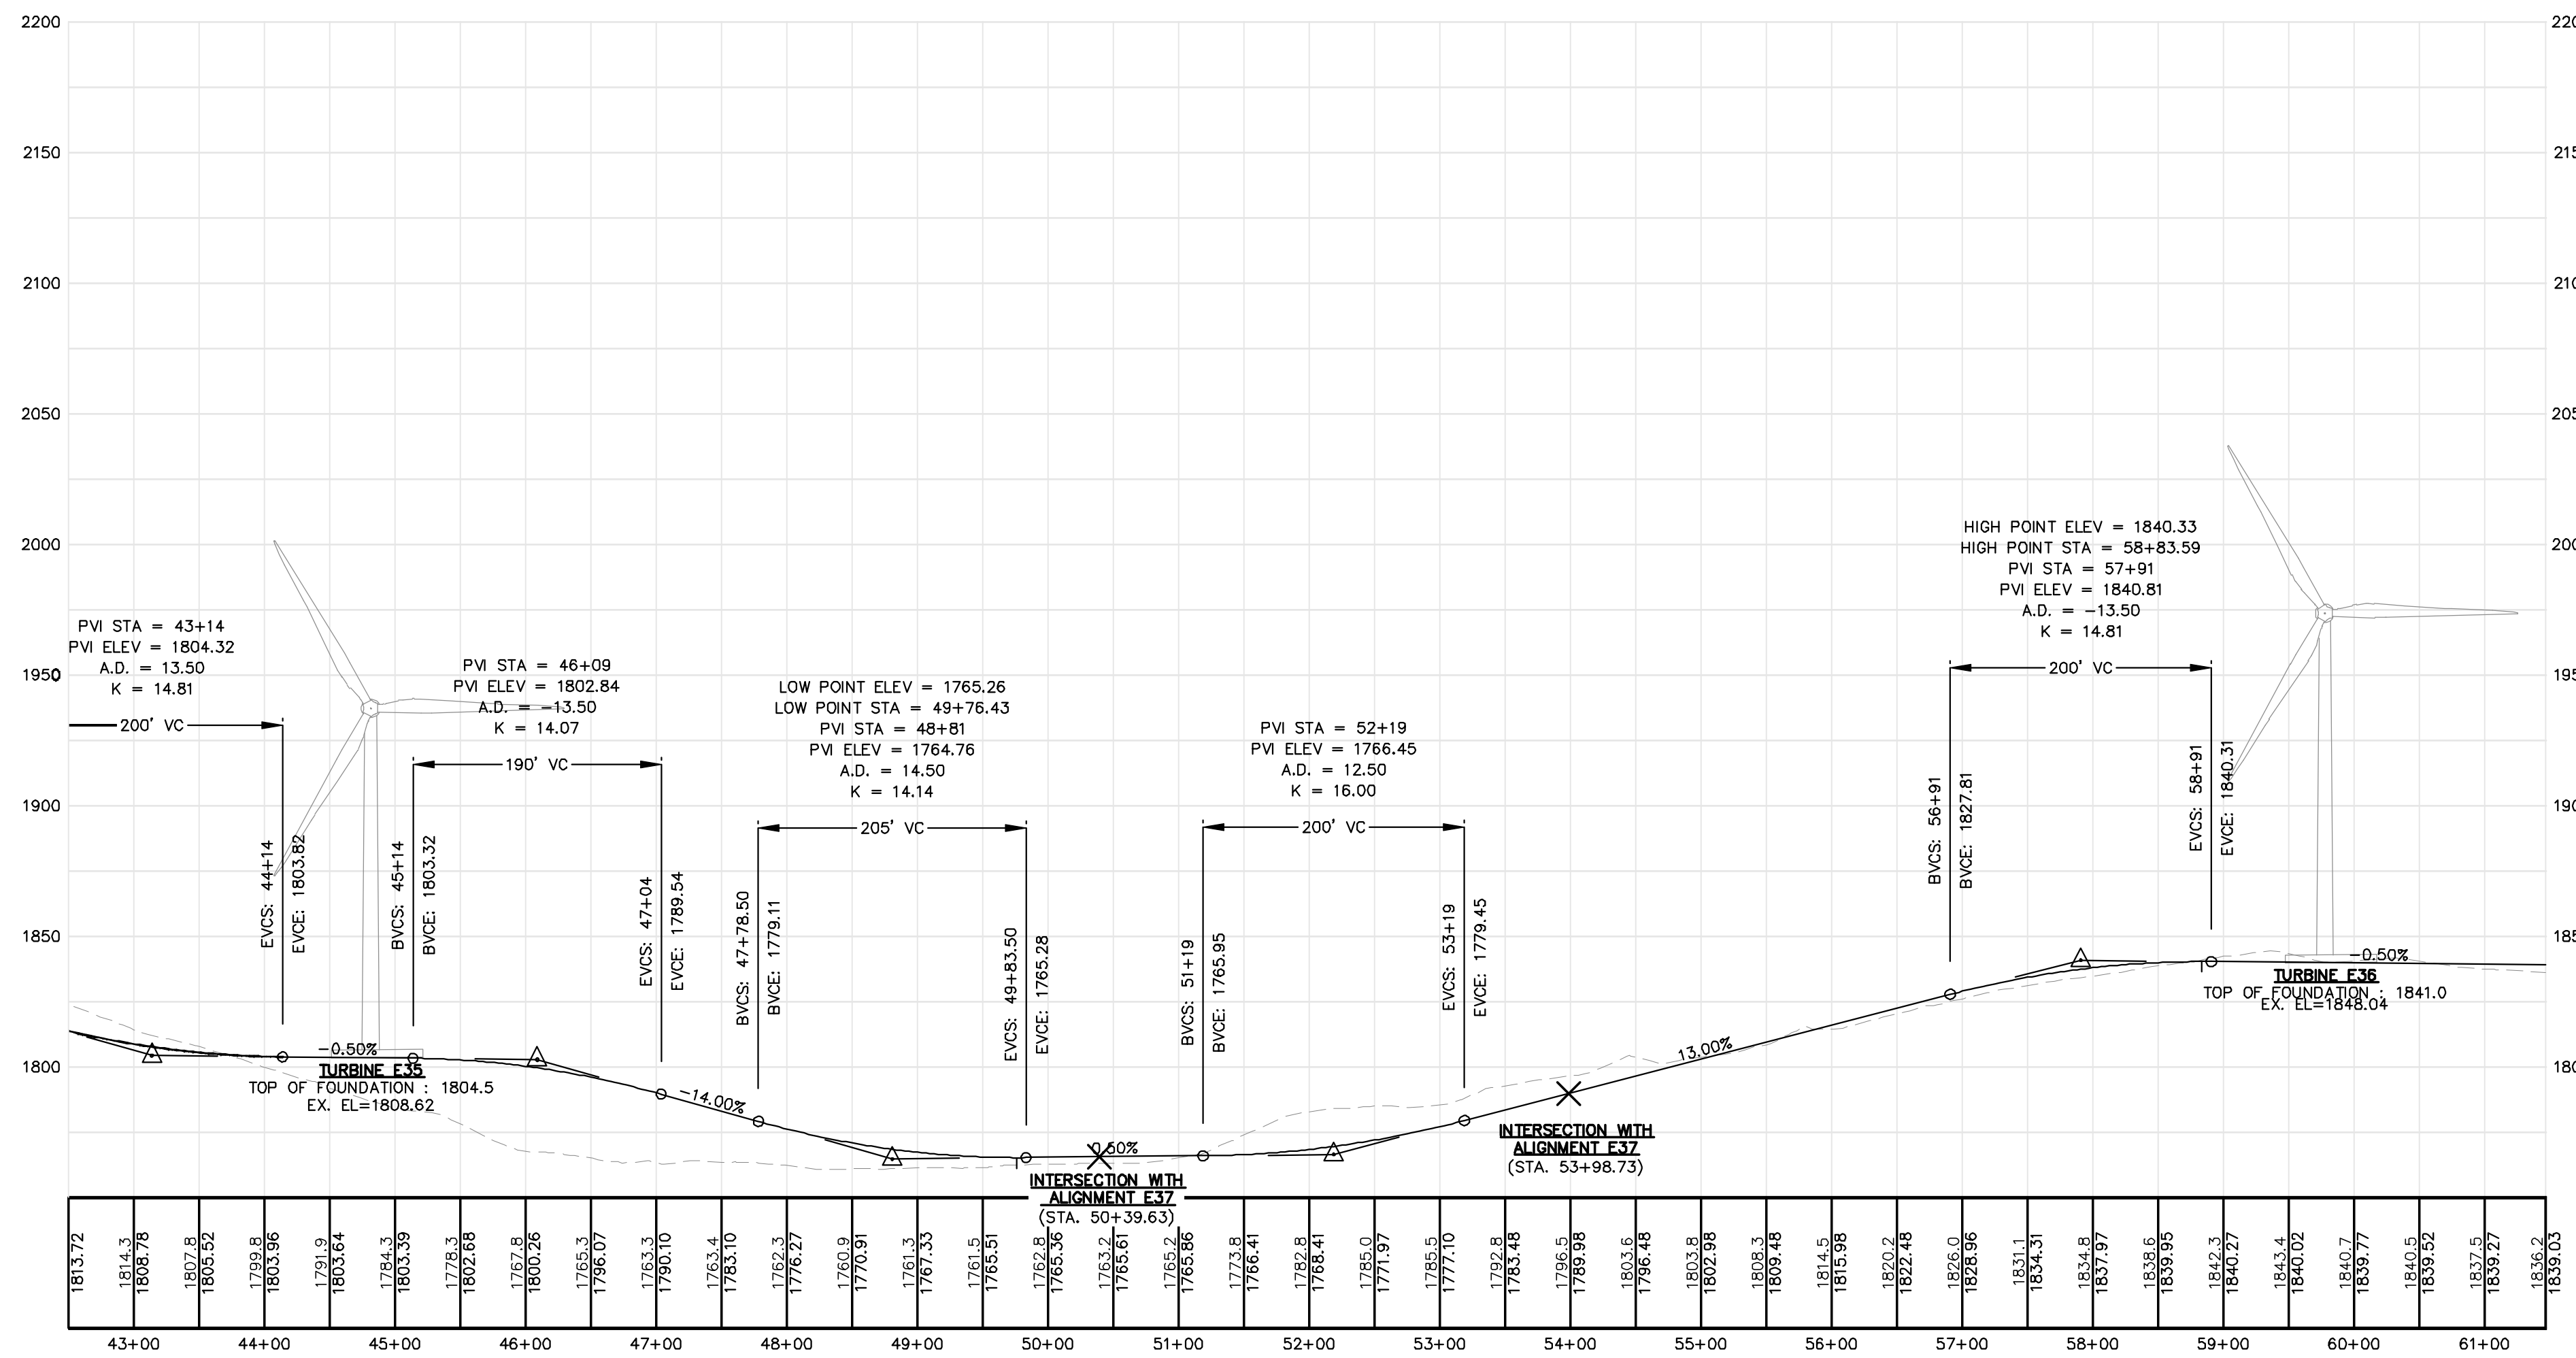 2200
2150
2100
2050
2000
1950
1900
1850
1800
220
215
210
205
200
195
190
185
180
PVI STA = 43+14
PVI ELEV = 1804.32
A.D. = 13.50
K = 14.81
200' VC
EVCS: 44+14
EVCE: 1803.82
PVI STA = 46+09
PVI ELEV = 1802.84
A.D. = -13.50
K = 14.07
190' VC
BVCS: 45+14
BVCE: 1803.32
EVCS: 47+04
EVCE: 1789.54
LOW POINT ELEV = 1765.26
LOW POINT STA = 49+76.43
PVI STA = 48+81
PVI ELEV = 1764.76
A.D. = 14.50
K = 14.14
205' VC
BVCS: 47+78.50
BVCE: 1779.11
EVCS: 49+83.50
EVCE: 1765.28
PVI STA = 52+19
PVI ELEV = 1766.45
A.D. = 12.50
K = 16.00
200' VC
BVCS: 51+19
BVCE: 1765.95
EVCS: 53+19
EVCE: 1779.45
HIGH POINT ELEV = 1840.33
HIGH POINT STA = 58+83.59
PVI STA = 57+91
PVI ELEV = 1840.81
A.D. = -13.50
K = 14.81
200' VC
BVCS: 56+91
BVCE: 1827.81
EVCS: 58+91
EVCE: 1840.31
-0.50%
TURBINE E35
TOP OF FOUNDATION : 1804.5
EX. EL=1808.62
-14.00%
0.50%
INTERSECTION WITH
ALIGNMENT E37
(STA. 50+39.63)
13.00%
INTERSECTION WITH
ALIGNMENT E37
(STA. 53+98.73)
-0.50%
TURBINE E36
TOP OF FOUNDATION : 1841.0
EX. EL=1848.04
1813.72
1814.3
1808.78
1807.8
1805.52
1799.8
1803.96
1791.9
1803.64
1784.3
1803.39
1778.3
1802.68
1767.8
1800.26
1765.3
1796.07
1763.3
1790.10
1763.4
1783.10
1762.3
1776.27
1760.9
1770.91
1761.3
1767.33
1761.5
1765.51
1762.8
1765.36
1763.2
1765.61
1765.2
1765.86
1773.8
1766.41
1782.8
1768.41
1785.0
1771.97
1785.5
1777.10
1792.8
1783.48
1796.5
1789.98
1803.6
1796.48
1803.8
1802.98
1808.3
1809.48
1814.5
1815.98
1820.2
1822.48
1826.0
1828.96
1831.1
1834.31
1834.8
1837.97
1838.6
1839.95
1842.3
1840.27
1843.4
1840.02
1840.7
1839.77
1840.5
1839.52
1837.5
1839.27
1836.2
1839.03
43+00
44+00
45+00
46+00
47+00
48+00
49+00
50+00
51+00
52+00
53+00
54+00
55+00
56+00
57+00
58+00
59+00
60+00
61+00